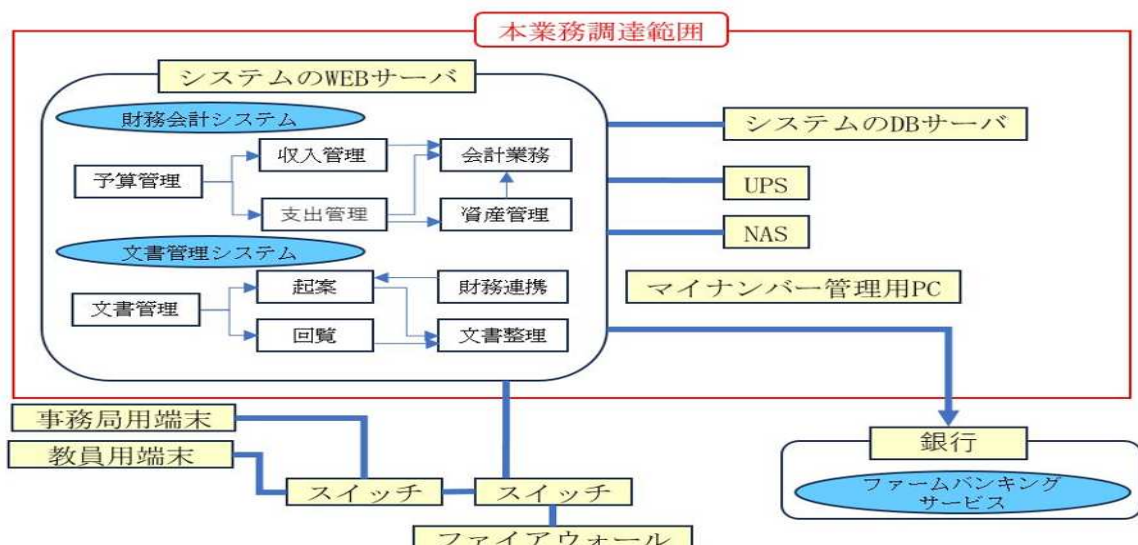 本業務調達範囲
システムのWEBサーバ
財務会計システム
予算管理
収入管理
会計業務
支出管理
資産管理
文書管理システム
文書管理
起案
財務連携
回覧
文書整理
システムのDBサーバ
UPS
NAS
マイナンバー管理用PC
事務局用端末
教員用端末
スイッチ
スイッチ
ファイアウォール
銀行
ファームバンキング
サービス